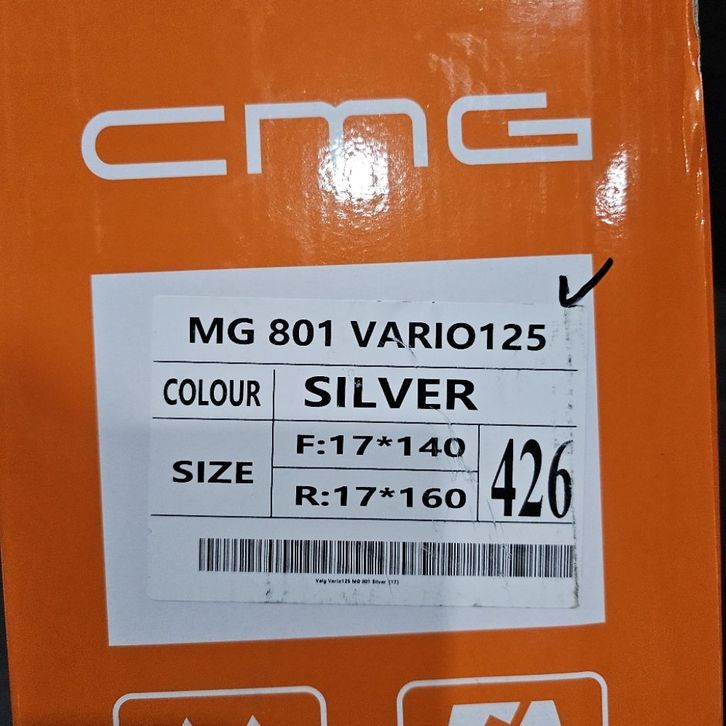 CMG
MG 801 VARIO125
COLOUR SILVER
SIZE F:17*140 426
R:17*160
Velg Vario125 MG 801 Silver (17)